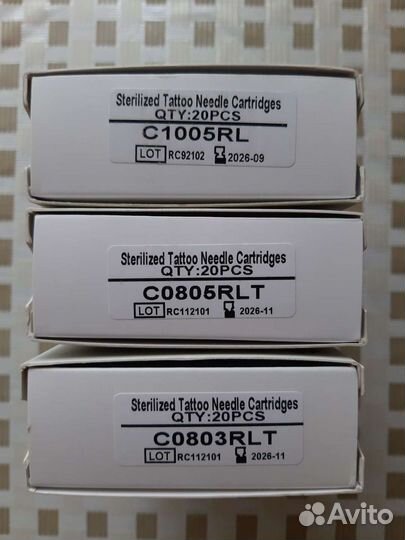 Sterilized Tattoo Needle Cartridges
QTY:20PCS
C1005RL
LOT RC92102 2026-09
Sterilized Tattoo Needle Cartridges
QTY:20PCS
C0805RLT
LOT RC112101 2026-11
Sterilized Tattoo Needle Cartridges
QTY:20PCS
C0803RLT
LOT RC112101 2026-11
Avito